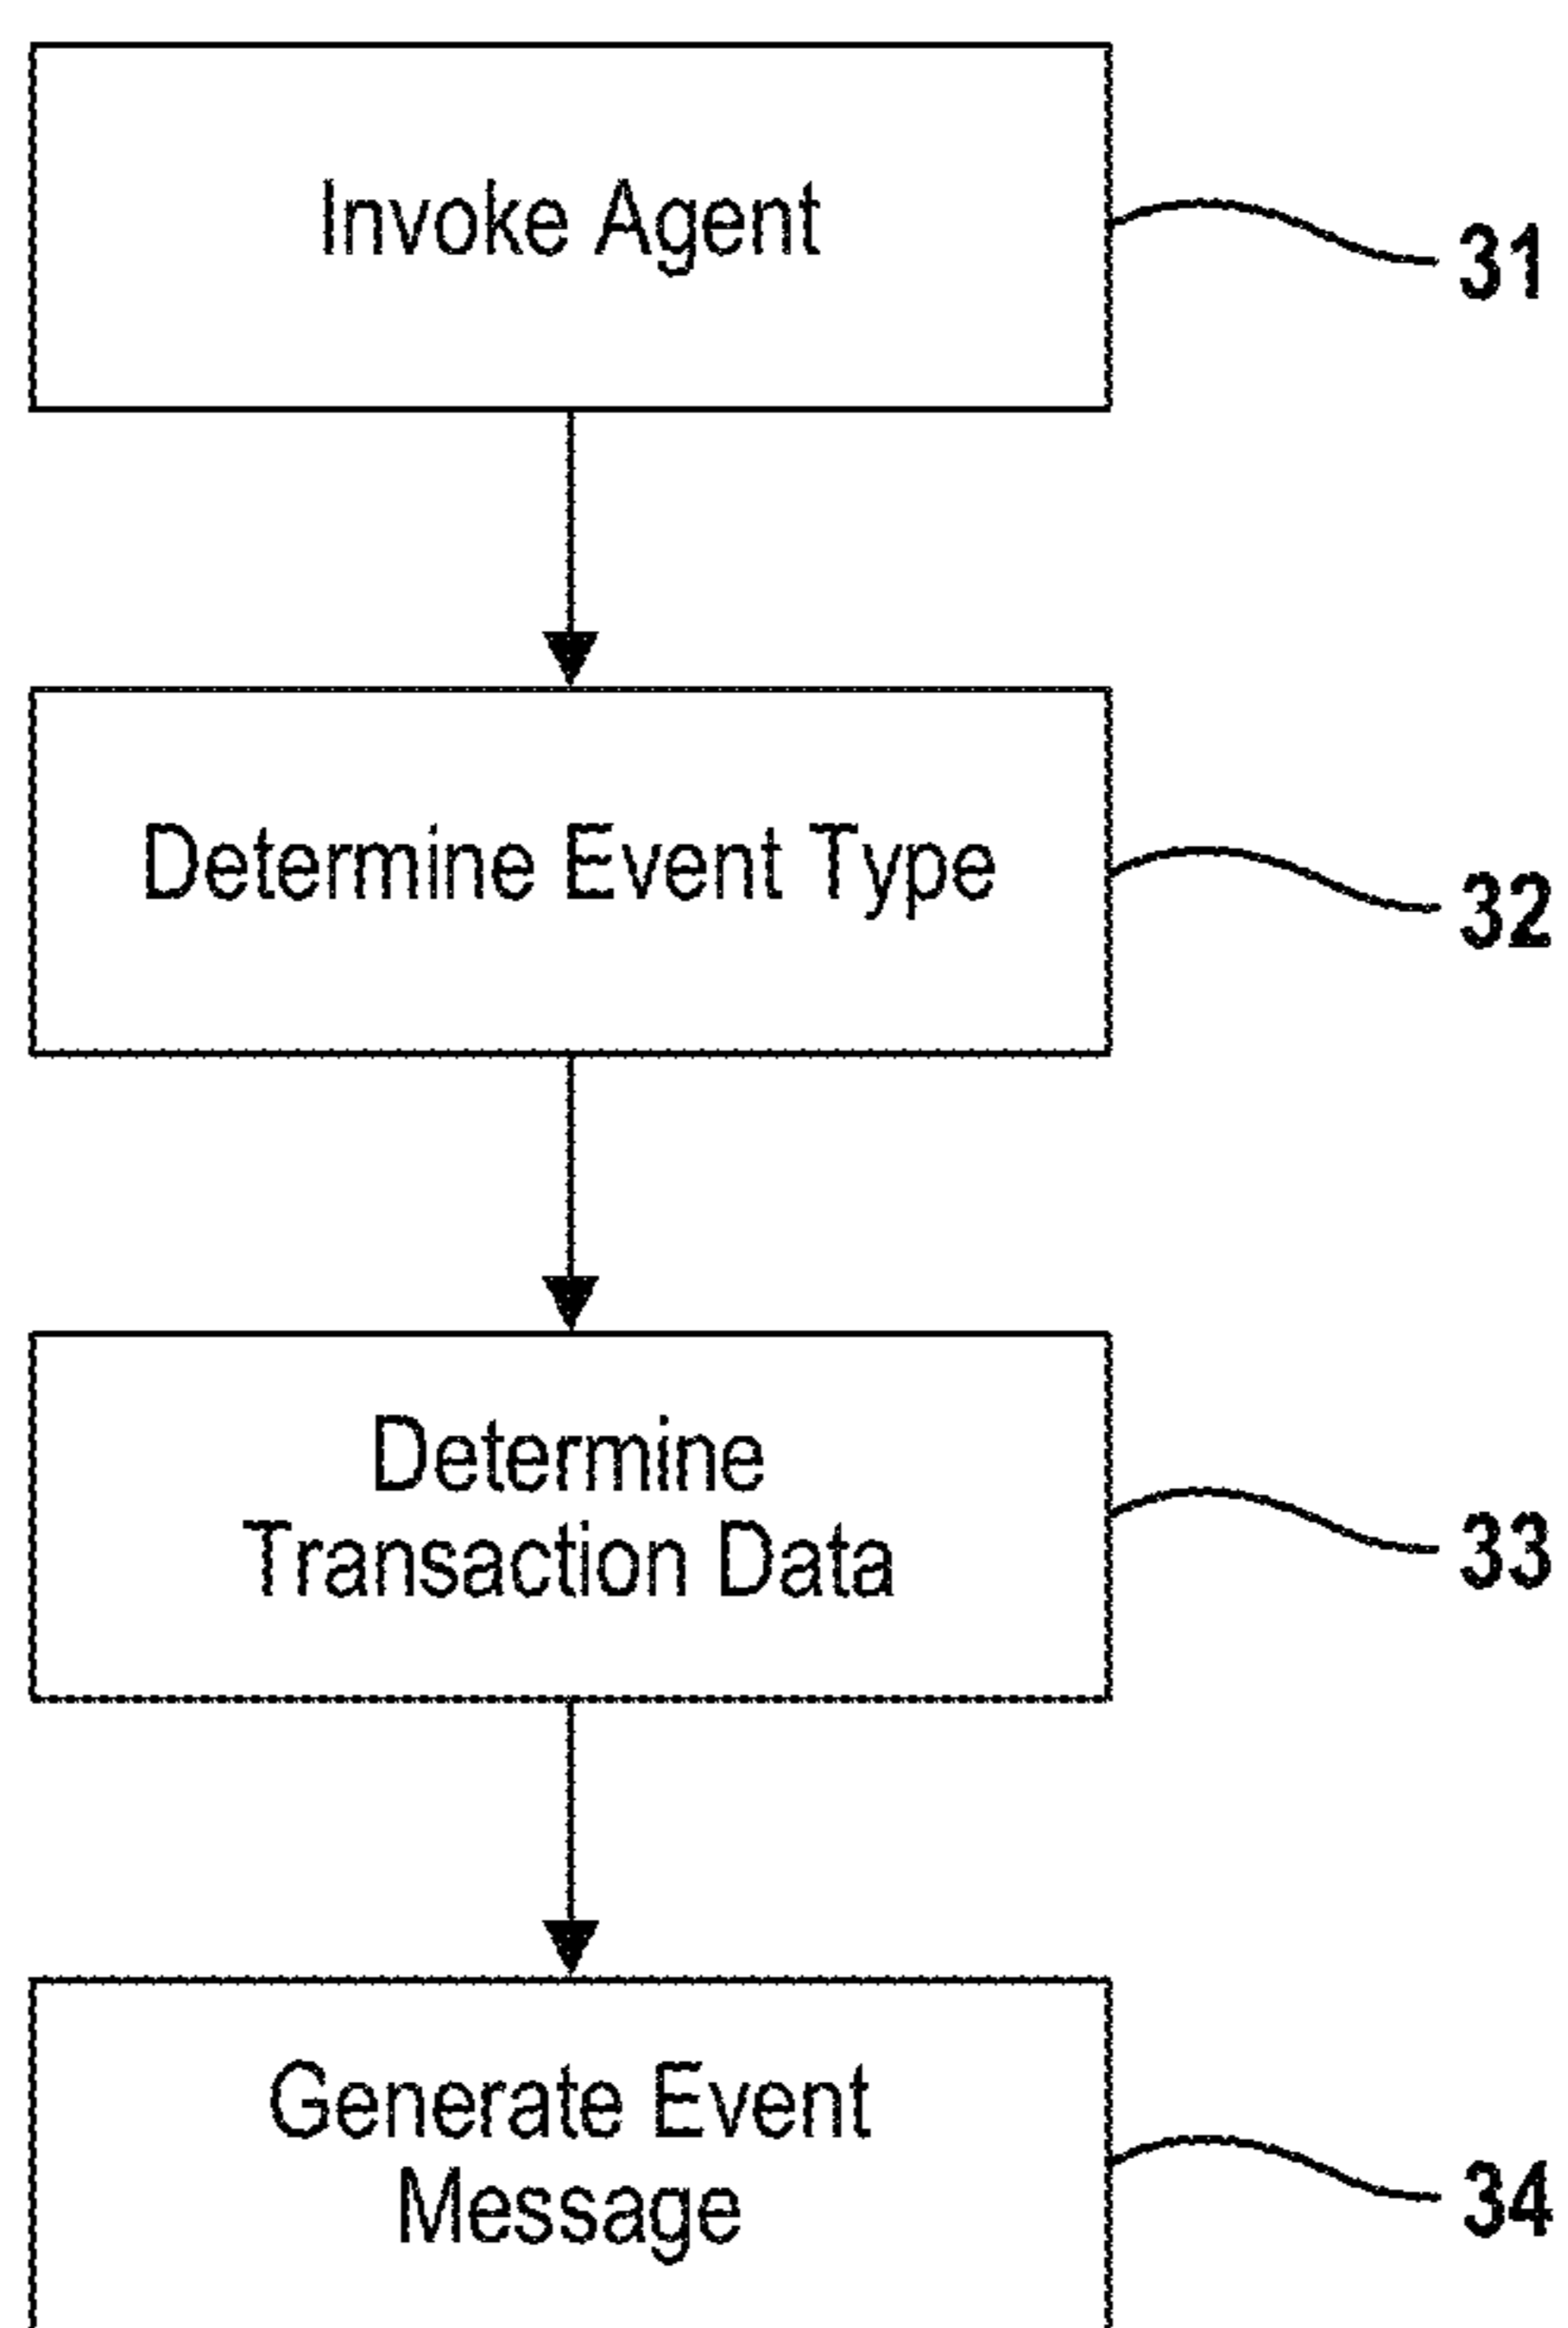 Invoke Agent
31
Determine Event Type
32
Determine
Transaction Data
33
Generate Event
Message
34